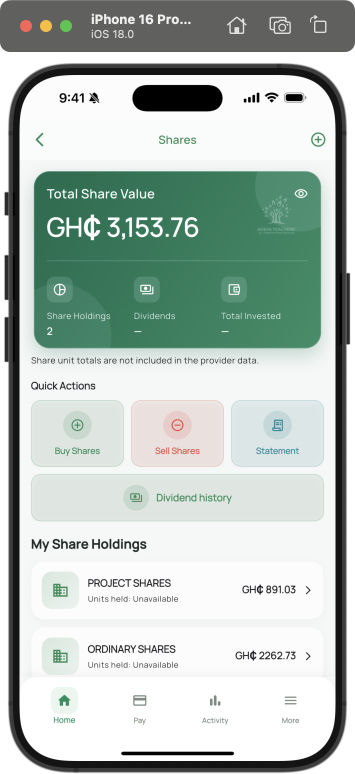 iPhone 16 Pro...
iOS 18.0
9:41
Shares
Total Share Value
GH₵ 3,153.76
Share Holdings
Dividends
Total Invested
2
—
—
Share unit totals are not included in the provider data.
Quick Actions
Buy Shares
Sell Shares
Statement
Dividend history
My Share Holdings
PROJECT SHARES
GH₵ 891.03
Units held: Unavailable
ORDINARY SHARES
GH₵ 2262.73
Units held: Unavailable
Home
Pay
Activity
More